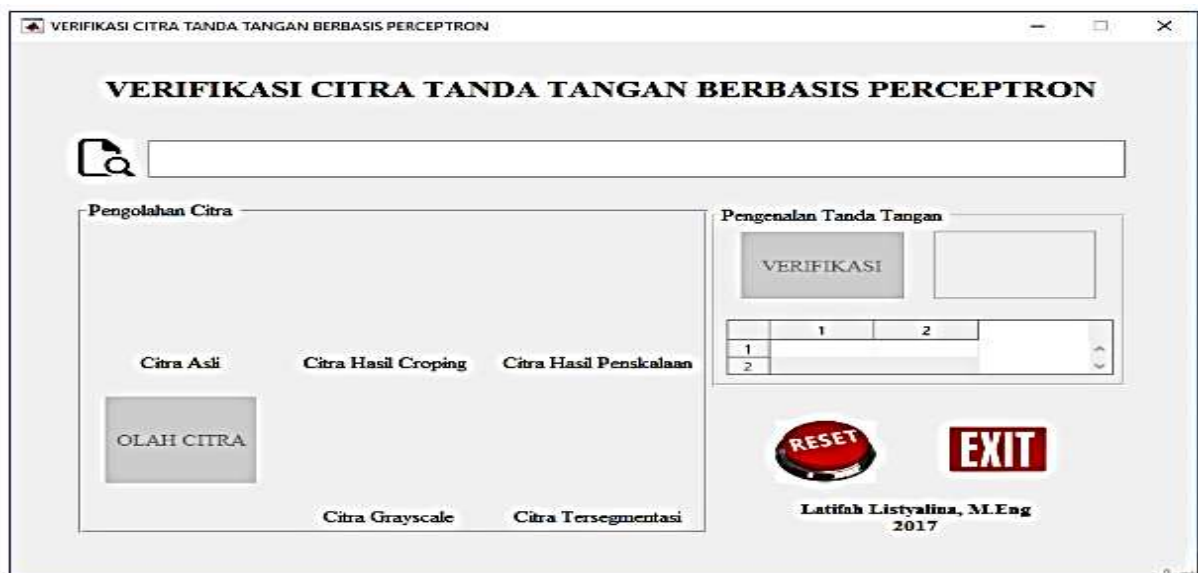 VERIFIKASI CITRA TANDA TANGAN BERBASIS PERCEPTRON
VERIFIKASI CITRA TANDA TANGAN BERBASIS PERCEPTRON
Pengolahan Citra
Citra Asli
Citra Hasil Croping
Citra Hasil Penskalaan
OLAH CITRA
Citra Grayscale
Citra Tersegmentasi
Pengenalan Tanda Tangan
VERIFIKASI
1 2
1
2
RESET
EXIT
Latifah Listyalina, M.Eng
2017